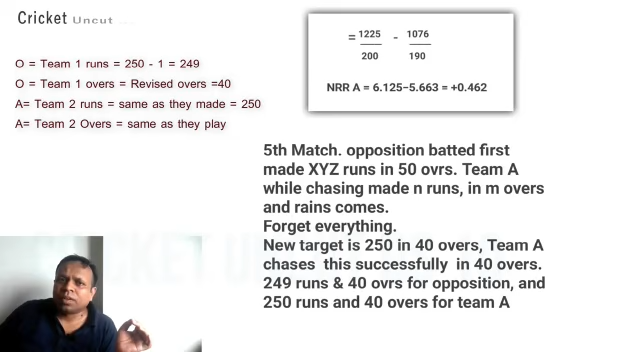 Cricket Uncut ...
O = Team 1 runs = 250 - 1 = 249
O = Team 1 overs = Revised overs =40
A= Team 2 runs = same as they made = 250
A= Team 2 Overs = same as they play
= 1225 - 1076
200 190
NRR A = 6.125–5.663 = +0.462
5th Match. opposition batted first
made XYZ runs in 50 ovrs. Team A
while chasing made n runs, in m overs
and rains comes.
Forget everything.
New target is 250 in 40 overs, Team A
chases this successfully in 40 overs.
249 runs & 40 ovrs for opposition, and
250 runs and 40 overs for team A